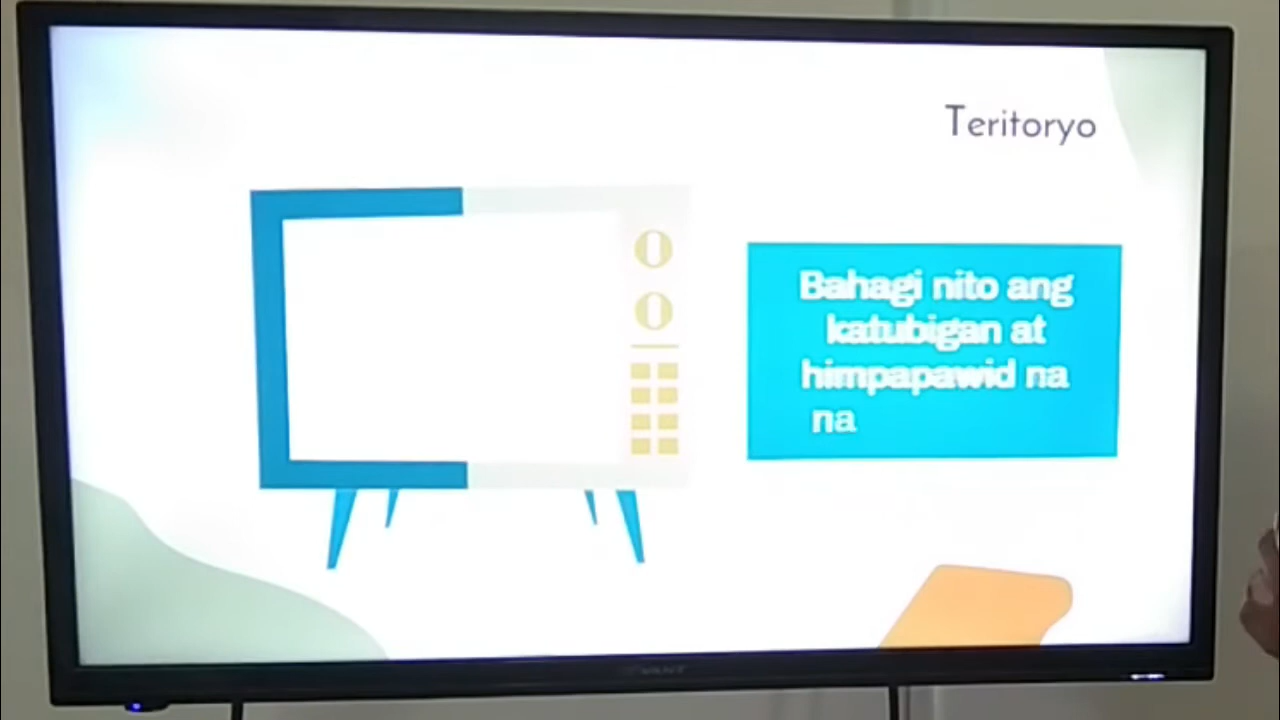 Teritoryo
Bahagi nito ang
katubigan at
himpapawid na
na